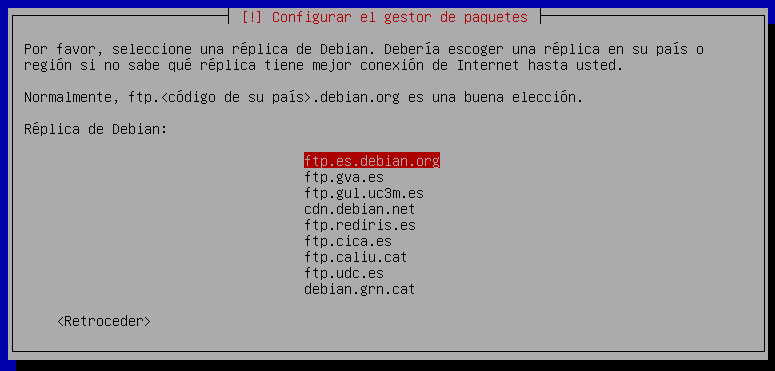 [!] Configurar el gestor de paquetes
Por favor, seleccione una réplica de Debian. Debería escoger una réplica en su país o
región si no sabe qué réplica tiene mejor conexión de Internet hasta usted.
Normalmente, ftp.<código de su país>.debian.org es una buena elección.
Réplica de Debian:
ftp.es.debian.org
ftp.gva.es
ftp.gul.uc3m.es
cdn.debian.net
ftp.rediris.es
ftp.cica.es
ftp.caliu.cat
ftp.udc.es
debian.grn.cat
<Retroceder>